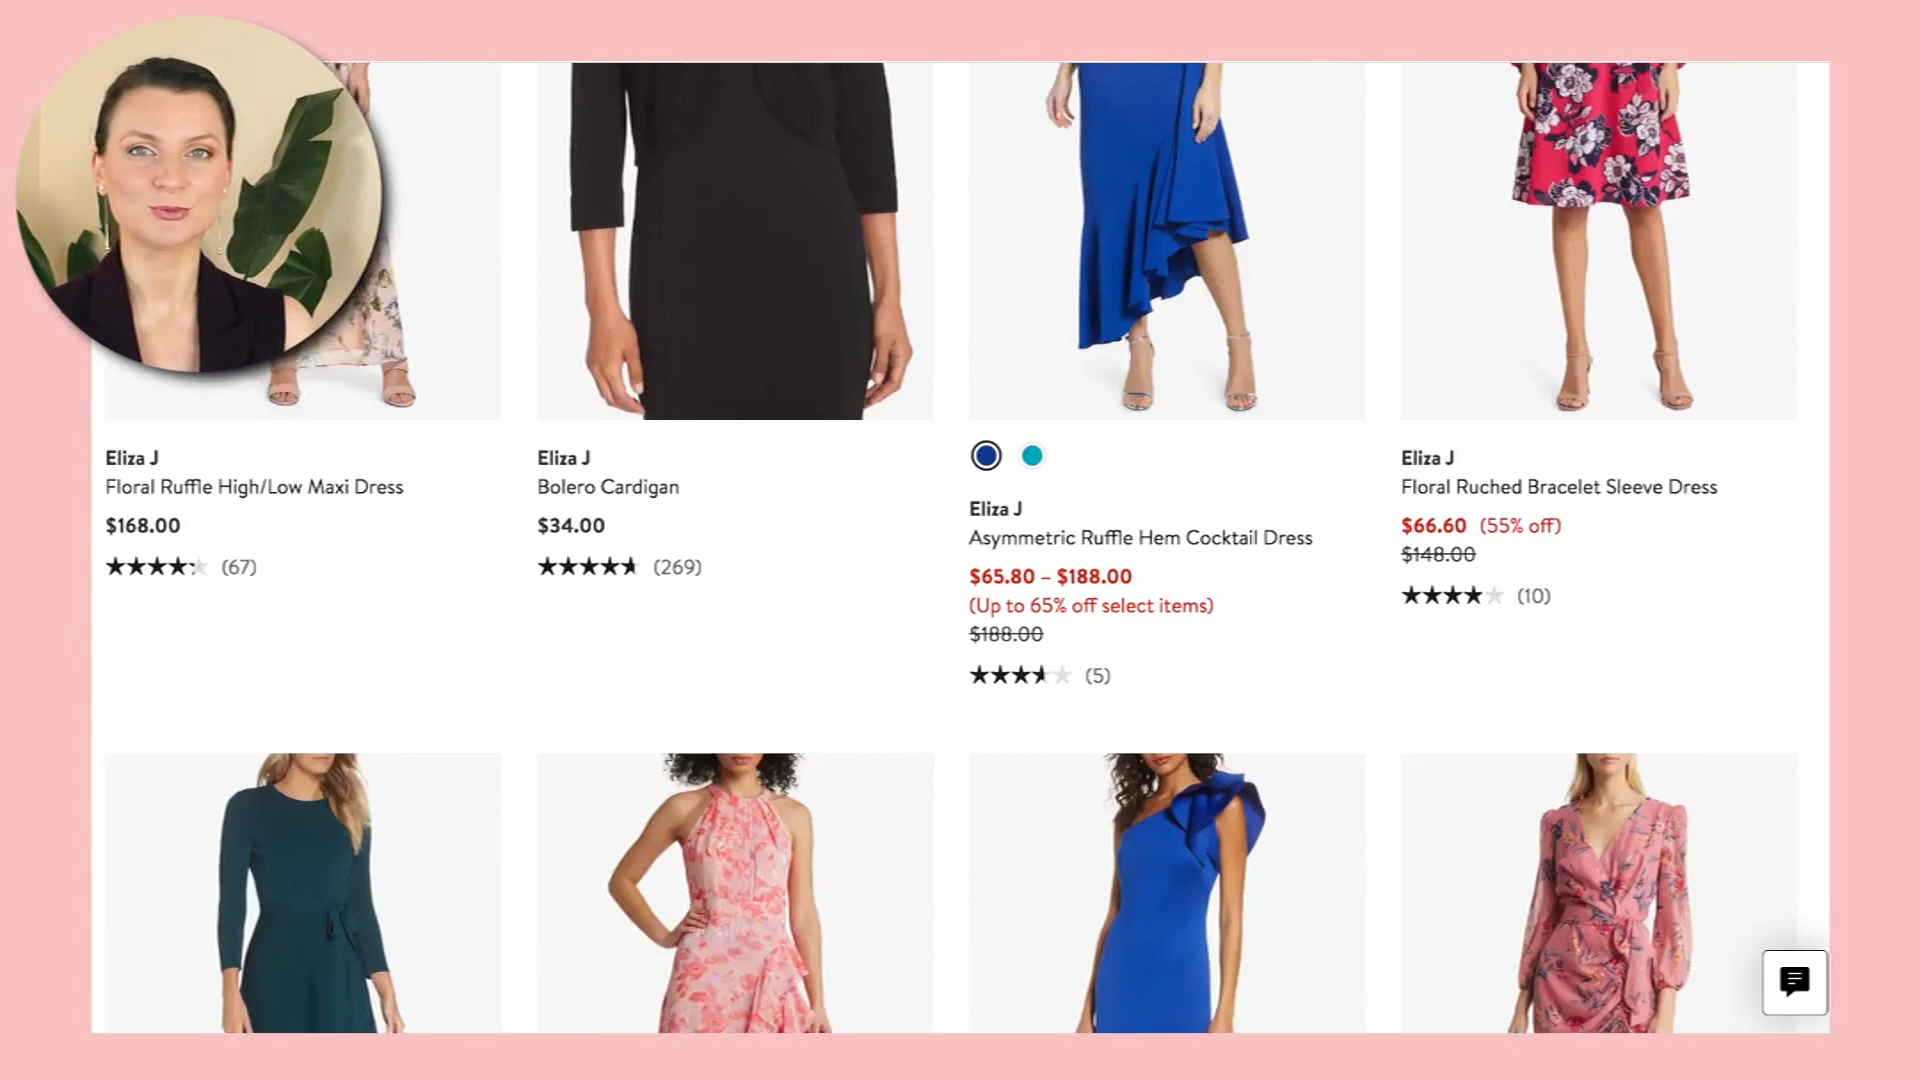 Eliza J
Floral Ruffle High/Low Maxi Dress
$168.00
(67)
Eliza J
Bolero Cardigan
$34.00
(269)
Eliza J
Asymmetric Ruffle Hem Cocktail Dress
$65.80 – $188.00
(Up to 65% off select items)
$188.00
(5)
Eliza J
Floral Ruched Bracelet Sleeve Dress
$66.60 (55% off)
$148.00
(10)